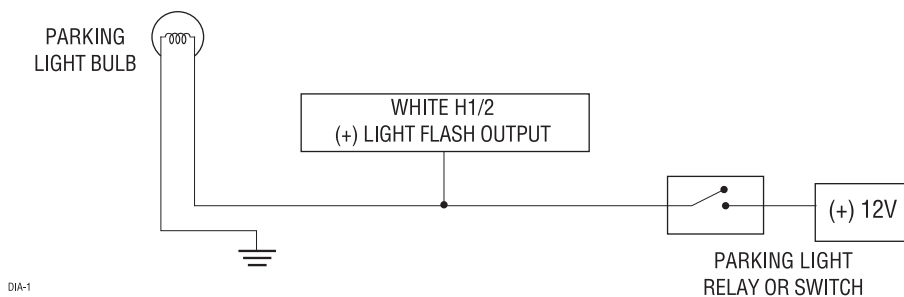 PARKING
LIGHT BULB
WHITE H1/2
(+) LIGHT FLASH OUTPUT
(+) 12V
PARKING LIGHT
RELAY OR SWITCH
DIA-1